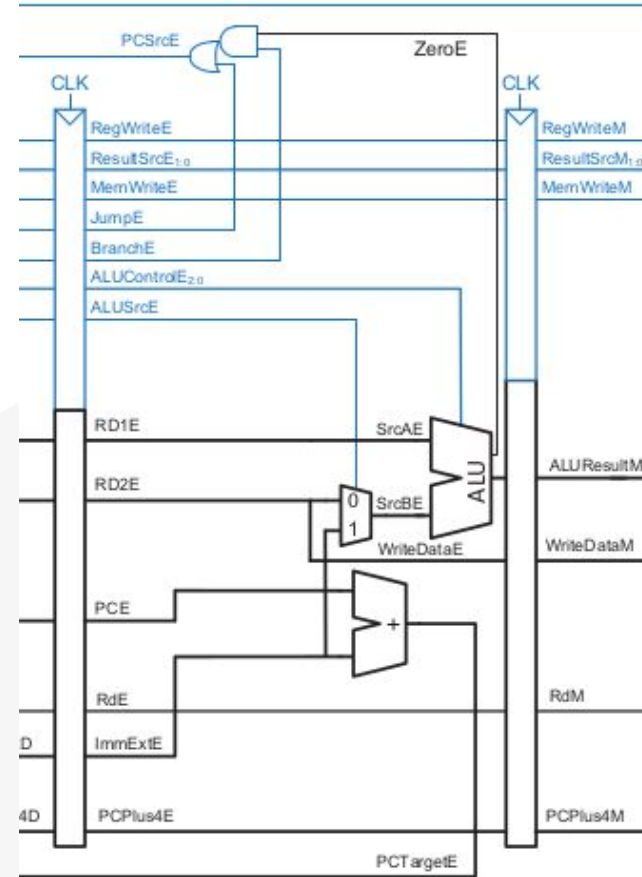 PCSrcE
ZeroE
CLK
CLK
RegWriteE
RegWriteM
ResultSrcE1:0
ResultSrcM1:0
MemWriteE
MemWriteM
JumpE
BranchE
ALUControlE2:0
ALUSrcE
RD1E
SrcAE
ALU
ALUResultM
RD2E
0
SrcBE
1
WriteDataE
WriteDataM
PCE
+
RdE
RdM
D
ImmExtE
4D
PCPlus4E
PCPlus4M
PCTargetE